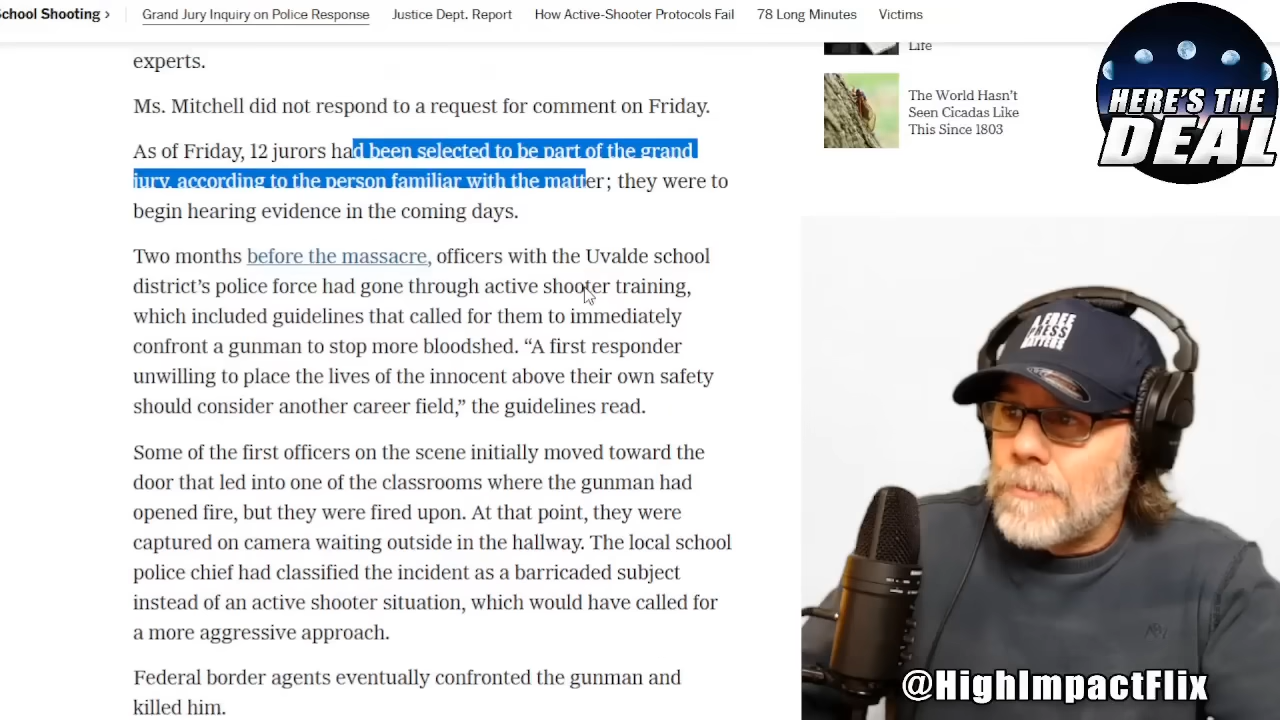 School Shooting ›
Grand Jury Inquiry on Police Response
Justice Dept. Report
How Active-Shooter Protocols Fail
78 Long Minutes
Victims
experts.
Ms. Mitchell did not respond to a request for comment on Friday.
As of Friday, 12 jurors had been selected to be part of the grand
jury, according to the person familiar with the matter; they were to
begin hearing evidence in the coming days.
Two months before the massacre, officers with the Uvalde school
district’s police force had gone through active shooter training,
which included guidelines that called for them to immediately
confront a gunman to stop more bloodshed. “A first responder
unwilling to place the lives of the innocent above their own safety
should consider another career field,” the guidelines read.
Some of the first officers on the scene initially moved toward the
door that led into one of the classrooms where the gunman had
opened fire, but they were fired upon. At that point, they were
captured on camera waiting outside in the hallway. The local school
police chief had classified the incident as a barricaded subject
instead of an active shooter situation, which would have called for
a more aggressive approach.
Federal border agents eventually confronted the gunman and
killed him.
Life
The World Hasn’t
Seen Cicadas Like
This Since 1803
HERE'S THE
DEAL
A FREE
PRESS
MATTERS
@HighImpactFlix